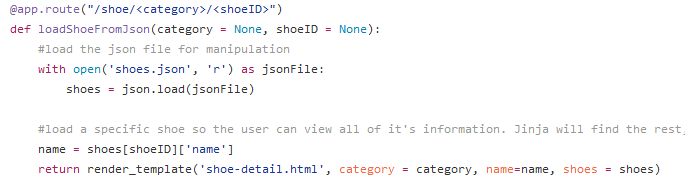 @app.route("/shoe/<category>/<shoeID>")
def loadShoeFromJson(category = None, shoeID = None):
    #load the json file for manipulation
    with open('shoes.json', 'r') as jsonFile:
        shoes = json.load(jsonFile)
    #load a specific shoe so the user can view all of it's information. Jinja will find the rest
    name = shoes[shoeID]['name']
    return render_template('shoe-detail.html', category = category, name=name, shoes = shoes)